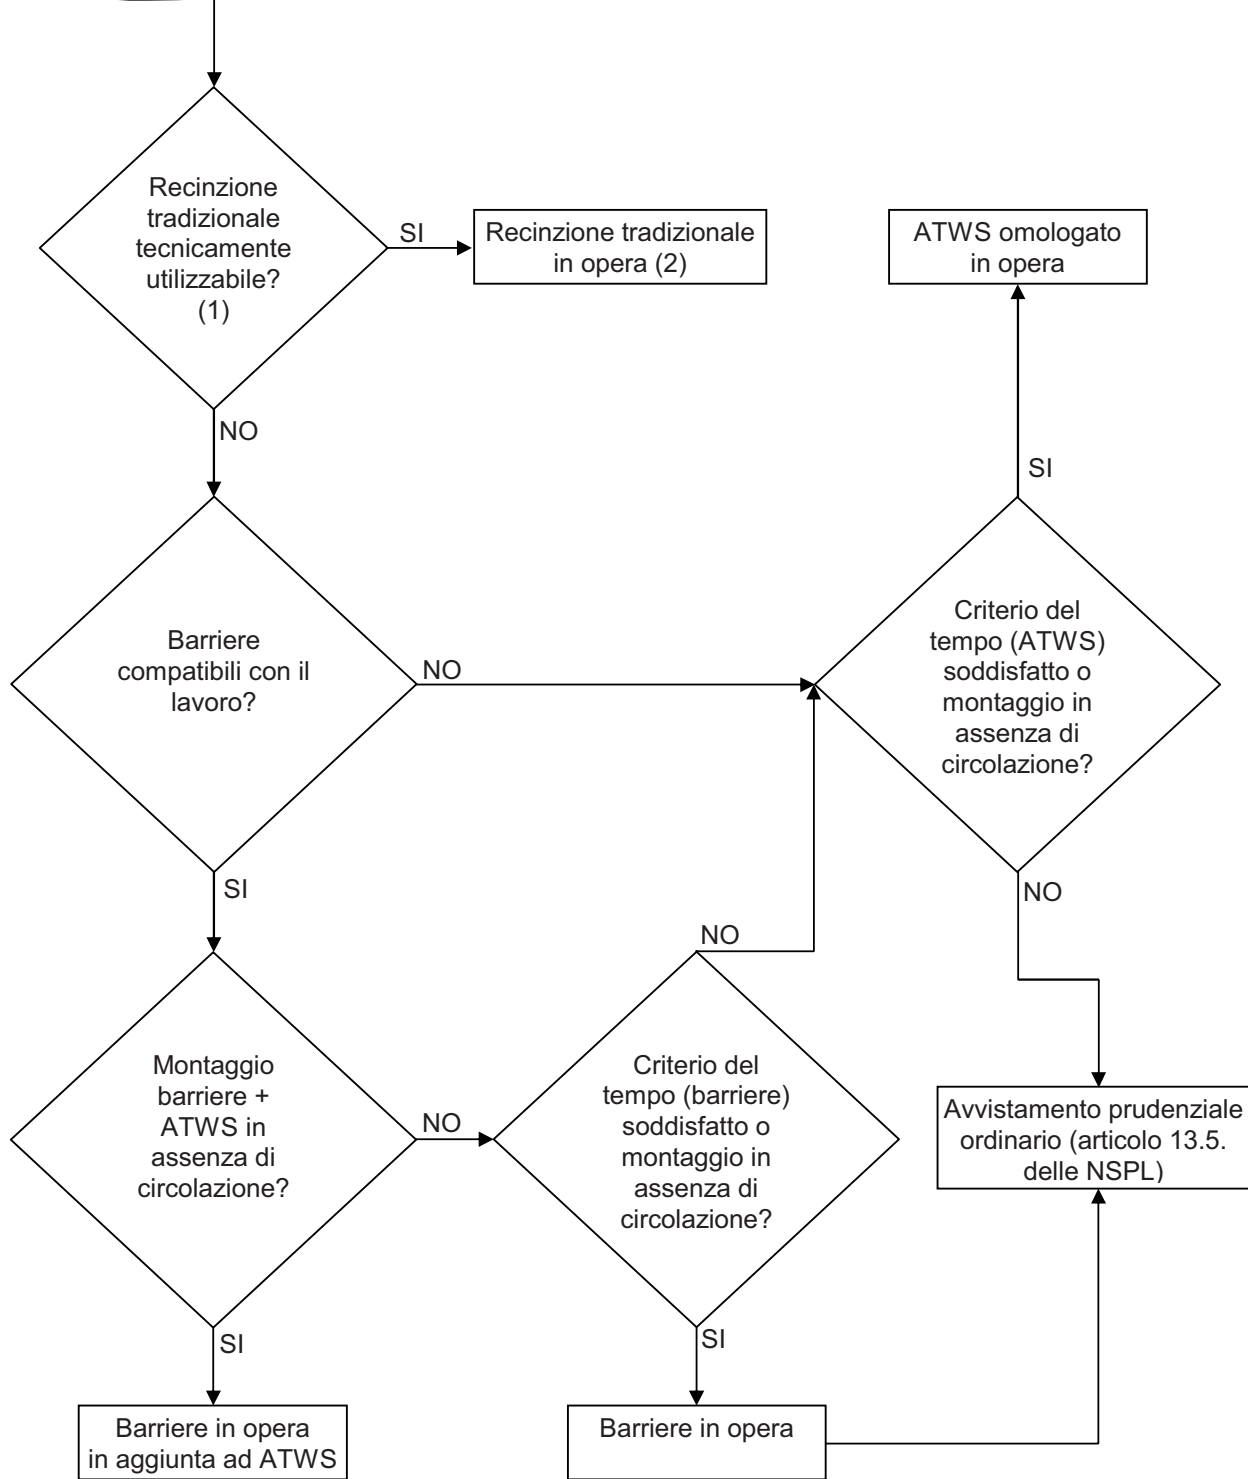 Recinzione
tradizionale
tecnicamente
utilizzabile?
(1)
SI
Recinzione tradizionale
in opera (2)
ATWS omologato
in opera
NO
SI
Barriere
compatibili con il
lavoro?
NO
Criterio del
tempo (ATWS)
soddisfatto o
montaggio in
assenza di
circolazione?
SI
NO
NO
Montaggio
barriere +
ATWS in
assenza di
circolazione?
NO
Criterio del
tempo (barriere)
soddisfatto o
montaggio in
assenza di
circolazione?
Avvistamento prudenziale
ordinario (articolo 13.5.
delle NSPL)
SI
SI
Barriere in opera
in aggiunta ad ATWS
Barriere in opera